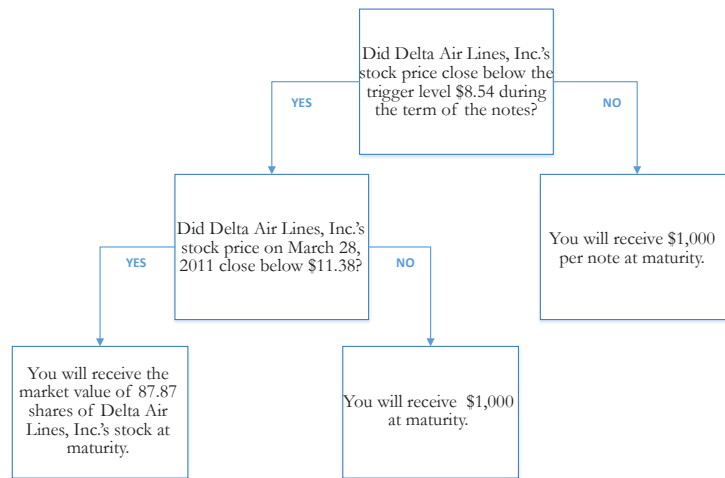 Did Delta Air Lines, Inc.'s
stock price close below the
trigger level $8.54 during
the term of the notes?
YES
NO
Did Delta Air Lines, Inc.'s
stock price on March 28,
2011 close below $11.38?
You will receive $1,000
per note at maturity.
YES
NO
You will receive the
market value of 87.87
shares of Delta Air
Lines, Inc.'s stock at
maturity.
You will receive $1,000
at maturity.